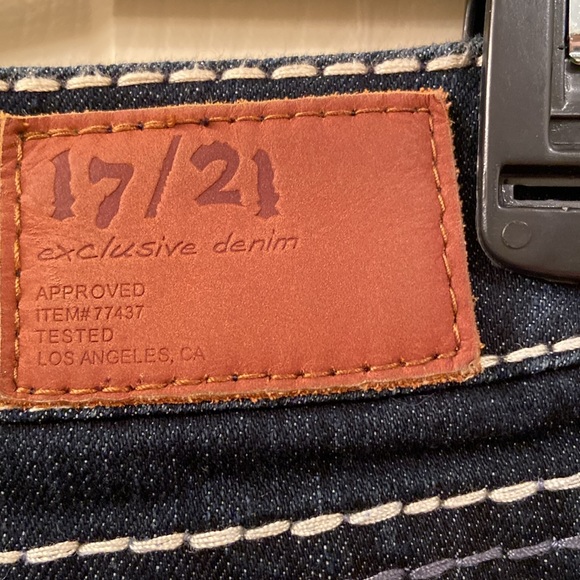 17/21
exclusive denim
APPROVED
ITEM#77437
TESTED
LOS ANGELES, CA